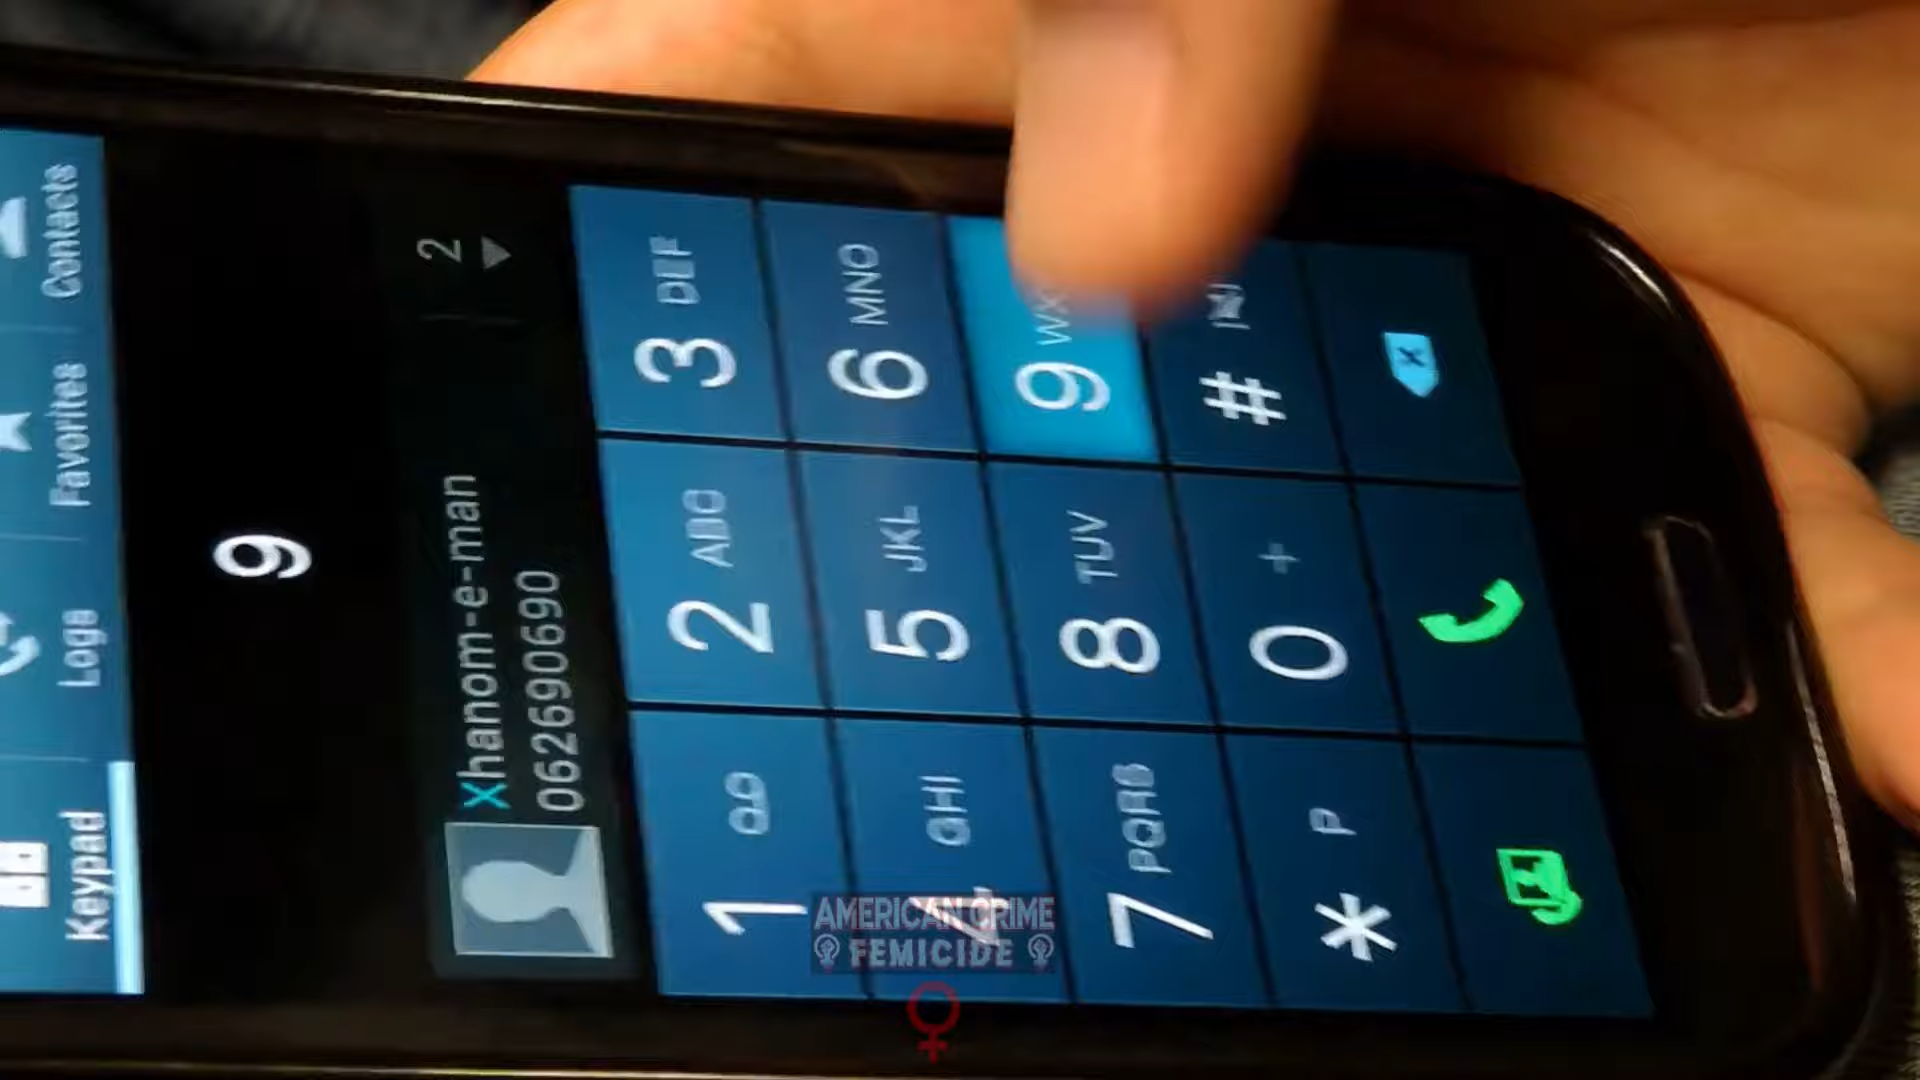 Keypad Logs Favorites Contacts
9
Xhanom-e-man
062690690
2
1 2 ABC 3 DEF
4 GHI 5 JKL 6 MNO
7 PQRS 8 TUV 9
* P 0 + #
AMERICAN CRIME
FEMICIDE